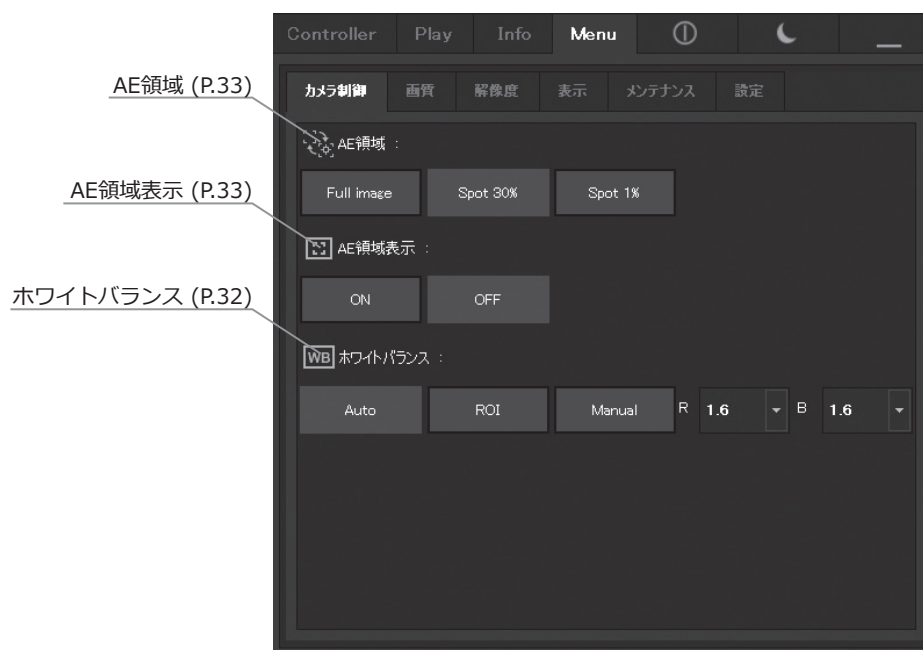 Controller Play Info Menu
AE領域 (P.33)
カメラ制御 画質 解像度 表示 メンテナンス 設定
AE領域 :
Full image Spot 30% Spot 1%
AE領域表示 (P.33)
AE領域表示 :
ON OFF
ホワイトバランス (P.32)
WB ホワイトバランス :
Auto ROI Manual R 1.6 B 1.6